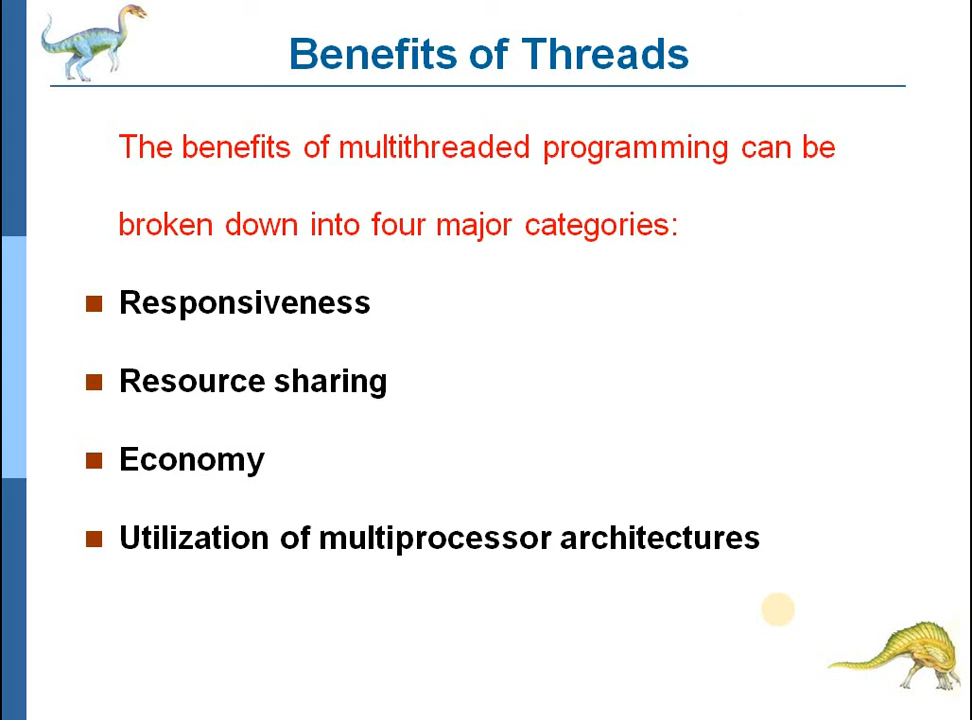 Benefits of Threads
The benefits of multithreaded programming can be
broken down into four major categories:
Responsiveness
Resource sharing
Economy
Utilization of multiprocessor architectures